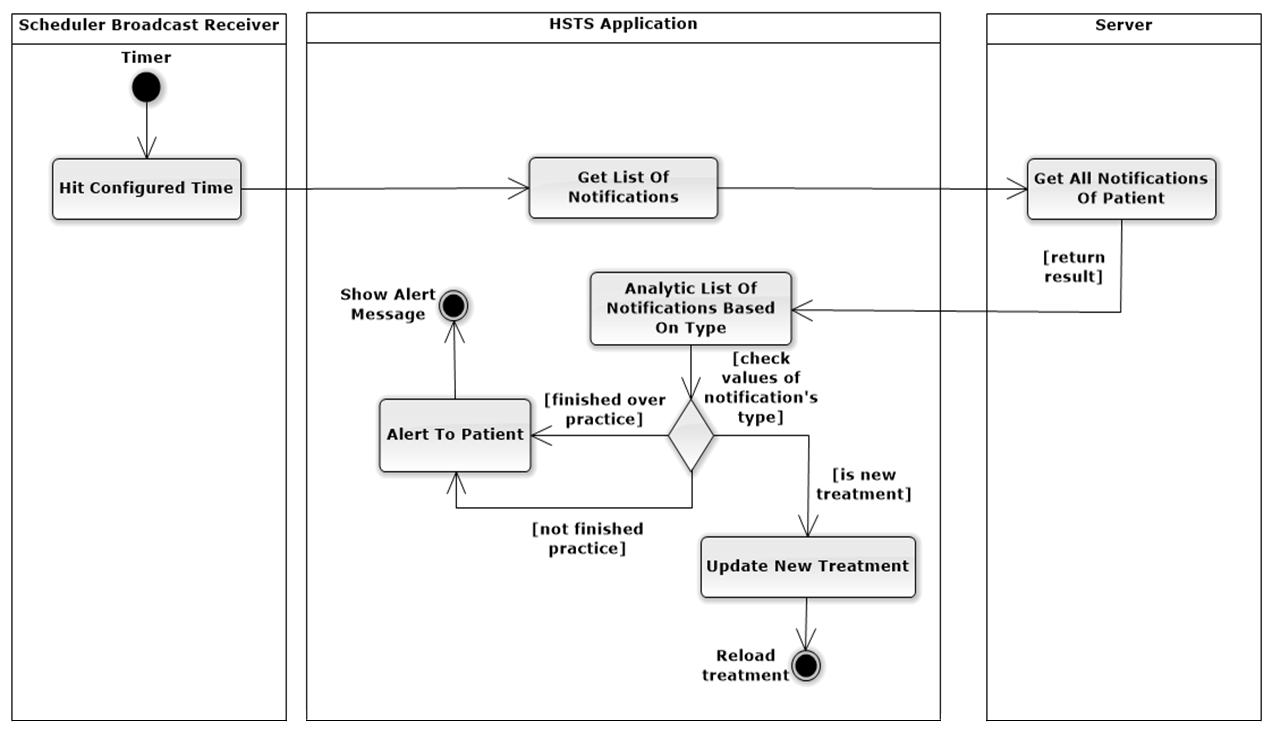 Scheduler Broadcast Receiver
HSTS Application
Server
Timer
Hit Configured Time
Get List Of
Notifications
Get All Notifications
Of Patient
[return
result]
Analytic List Of
Notifications Based
On Type
Show Alert
Message
[check
values of
notification's
type]
[finished over
practice]
Alert To Patient
[is new
treatment]
[not finished
practice]
Update New Treatment
Reload
treatment